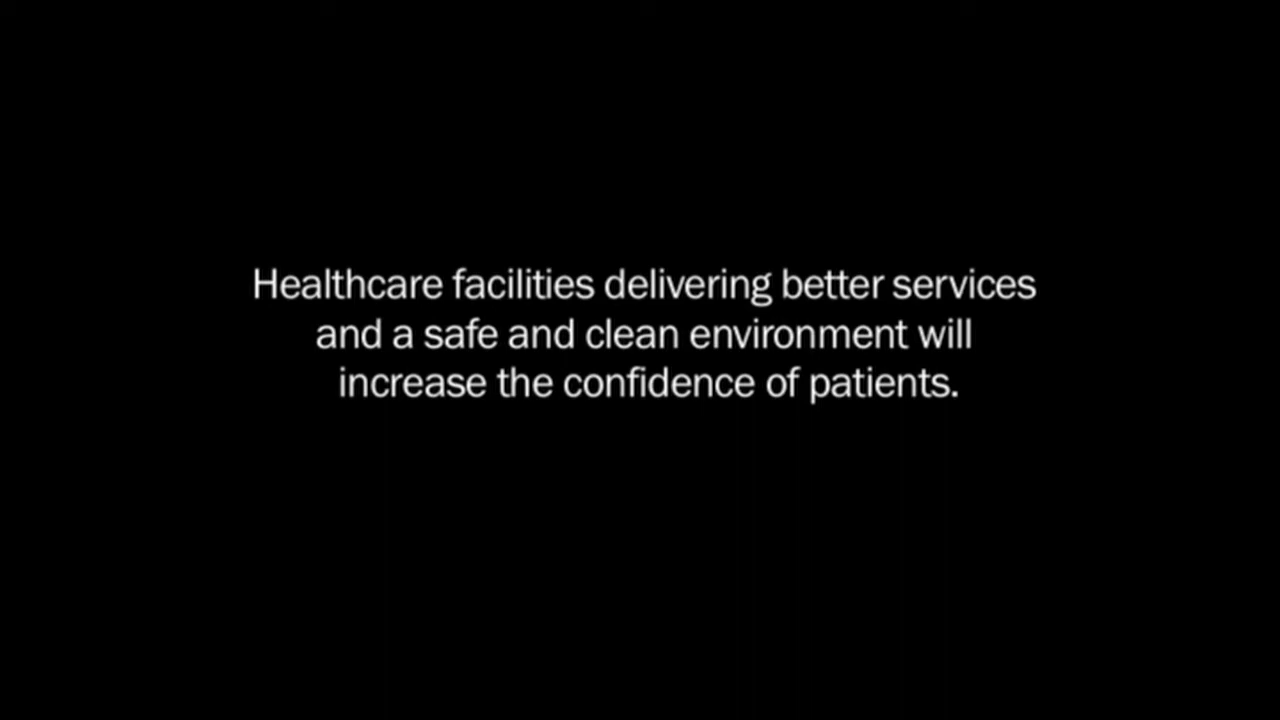 Healthcare facilities delivering better services
and a safe and clean environment will
increase the confidence of patients.